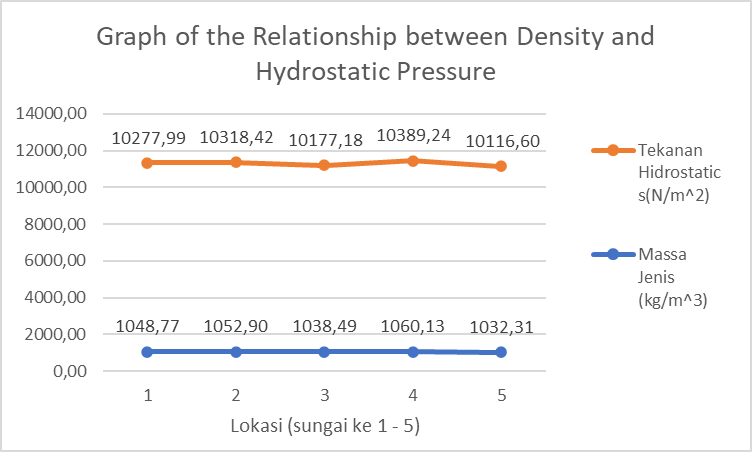 Graph of the Relationship between Density and
Hydrostatic Pressure
14000,00
12000,00
10000,00
8000,00
6000,00
4000,00
2000,00
0,00
10277,99 10318,42 10177,18 10389,24 10116,60
1048,77 1052,90 1038,49 1060,13 1032,31
1 2 3 4 5
Lokasi (sungai ke 1 - 5)
Tekanan
Hidrostatic
s(N/m^2)
Massa
Jenis
(kg/m^3)